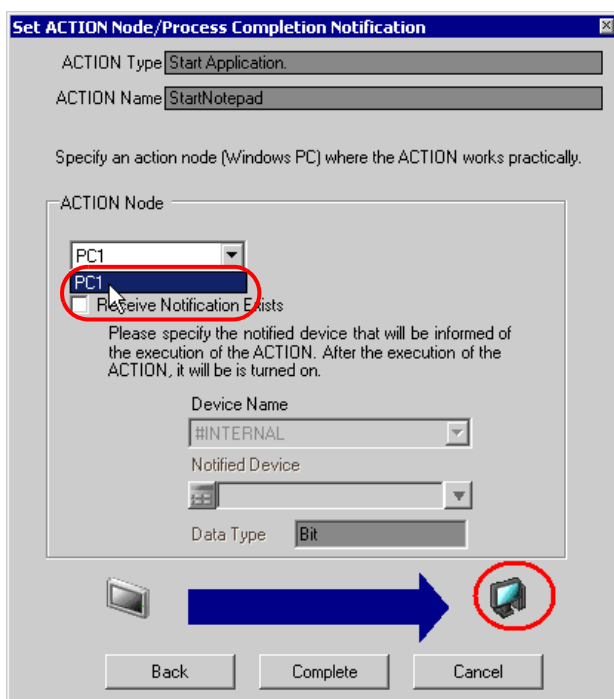 Set ACTION Node/Process Completion Notification
ACTION Type Start Application.
ACTION Name StartNotepad
Specify an action node (Windows PC) where the ACTION works practically.
ACTION Node
PC1
PC1
Receive Notification Exists
Please specify the notified device that will be informed of
the execution of the ACTION. After the execution of the
ACTION, it will be is turned on.
Device Name
#INTERNAL
Notified Device
Data Type Bit
Back Complete Cancel